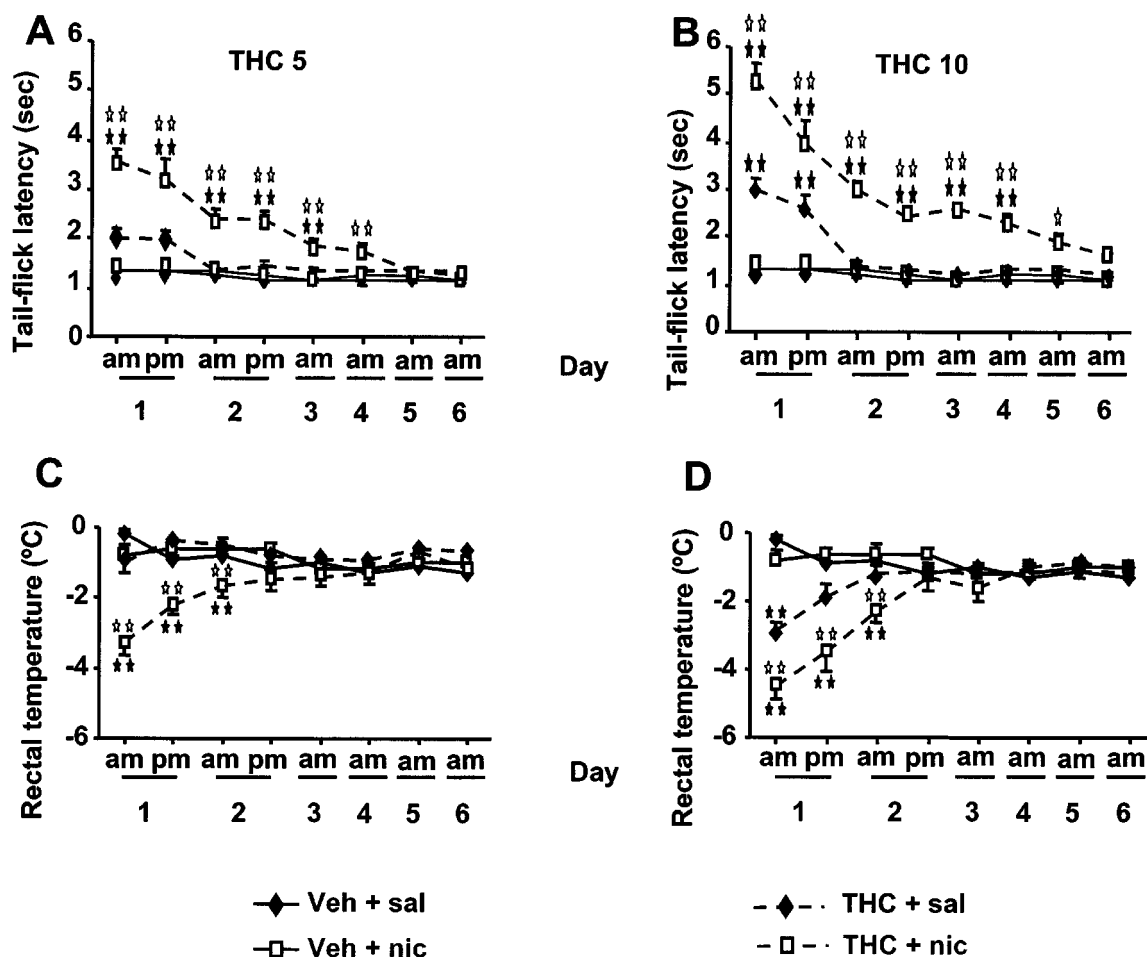 A
THC 5
Tail-flick latency (sec)
6
5
4
3
2
1
0
am pm am pm am am am am
1 2 3 4 5 6
B
THC 10
Tail-flick latency (sec)
6
5
4
3
2
1
0
am pm am pm am am am am
1 2 3 4 5 6
Day
C
Rectal temperature (ºC)
0
-2
-4
-6
am pm am pm am am am am
1 2 3 4 5 6
D
Rectal temperature (ºC)
0
-2
-4
-6
am pm am pm am am am am
1 2 3 4 5 6
Day
Veh + sal
Veh + nic
THC + sal
THC + nic